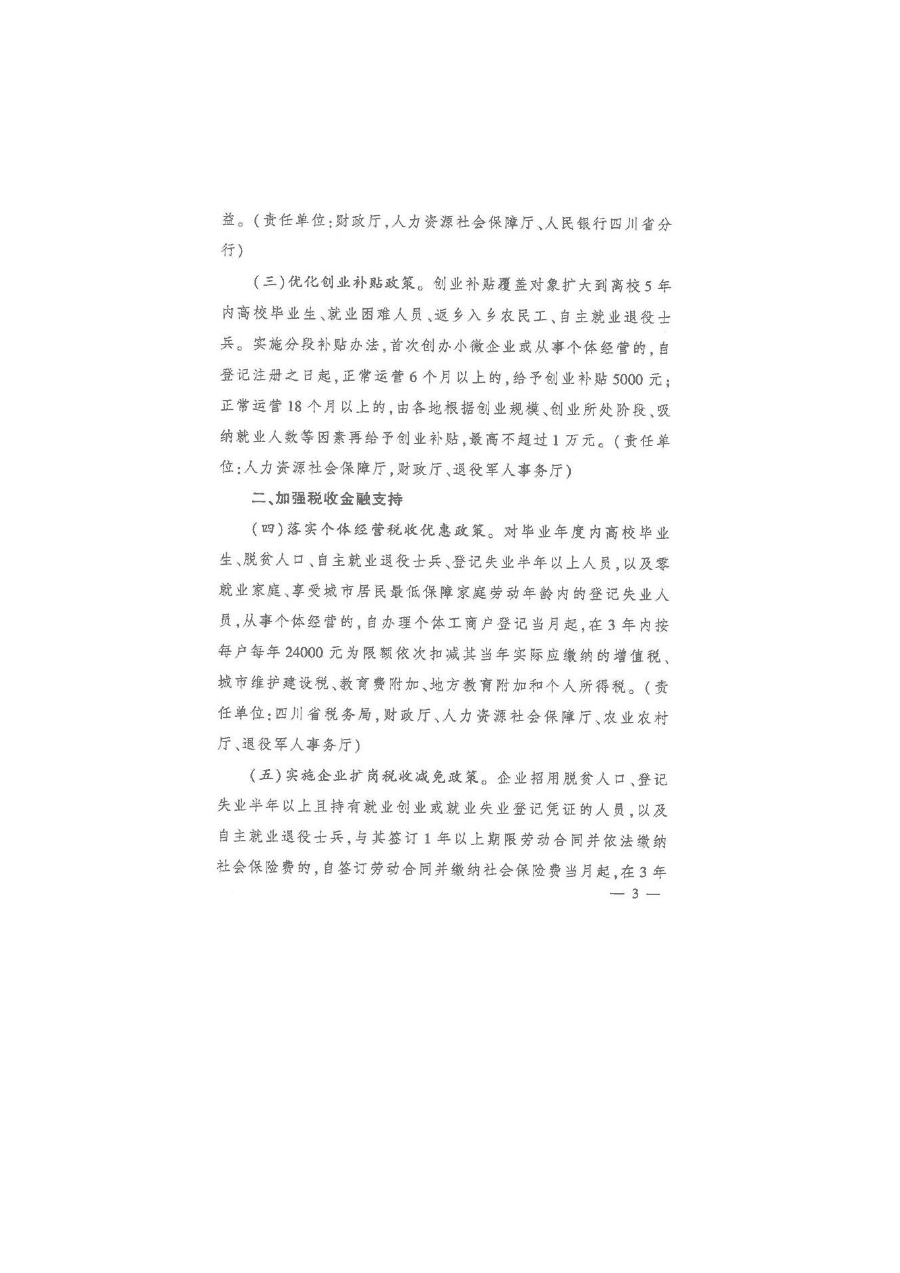 益。(责任单位:财政厅,人力资源社会保障厅、人民银行四川省分
行)
(三)优化创业补贴政策。创业补贴覆盖对象扩大到离校5年
内高校毕业生、就业困难人员、返乡入乡农民工、自主就业退役士
兵。实施分段补贴办法,首次创办小微企业或从事个体经营的,自
登记注册之日起,正常运营6个月以上的,给予创业补贴5000元;
正常运营18个月以上的,由各地根据创业规模、创业所处阶段、吸
纳就业人数等因素再给予创业补贴,最高不超过1万元。(责任单
位:人力资源社会保障厅,财政厅、退役军人事务厅)
二、加强税收金融支持
(四)落实个体经营税收优惠政策。对毕业年度内高校毕业
生、脱贫人口、自主就业退役士兵、登记失业半年以上人员,以及零
就业家庭、享受城市居民最低保障家庭劳动年龄内的登记失业人
员,从事个体经营的,自办理个体工商户登记当月起,在3年内按
每户每年24000元为限额依次扣减其当年实际应缴纳的增值税、
城市维护建设税、教育费附加、地方教育附加和个人所得税。(责
任单位:四川省税务局,财政厅、人力资源社会保障厅、农业农村
厅、退役军人事务厅)
(五)实施企业扩岗税收减免政策。企业招用脱贫人口、登记
失业半年以上且持有就业创业或就业失业登记凭证的人员,以及
自主就业退役士兵,与其签订1年以上期限劳动合同并依法缴纳
社会保险费的,自签订劳动合同并缴纳社会保险费当月起,在3年
— 3 —